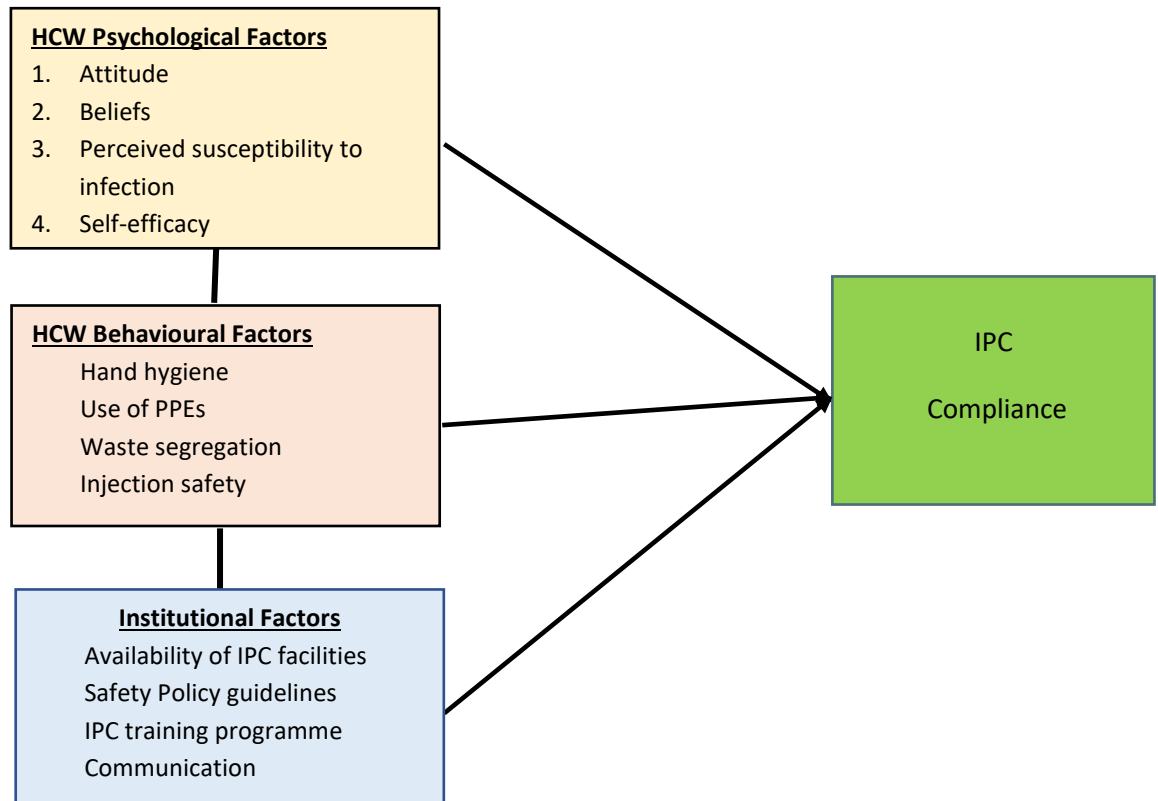 HCW Psychological Factors
1. Attitude
2. Beliefs
3. Perceived susceptibility to
infection
4. Self-efficacy
HCW Behavioural Factors
Hand hygiene
Use of PPEs
Waste segregation
Injection safety
Institutional Factors
Availability of IPC facilities
Safety Policy guidelines
IPC training programme
Communication
IPC
Compliance